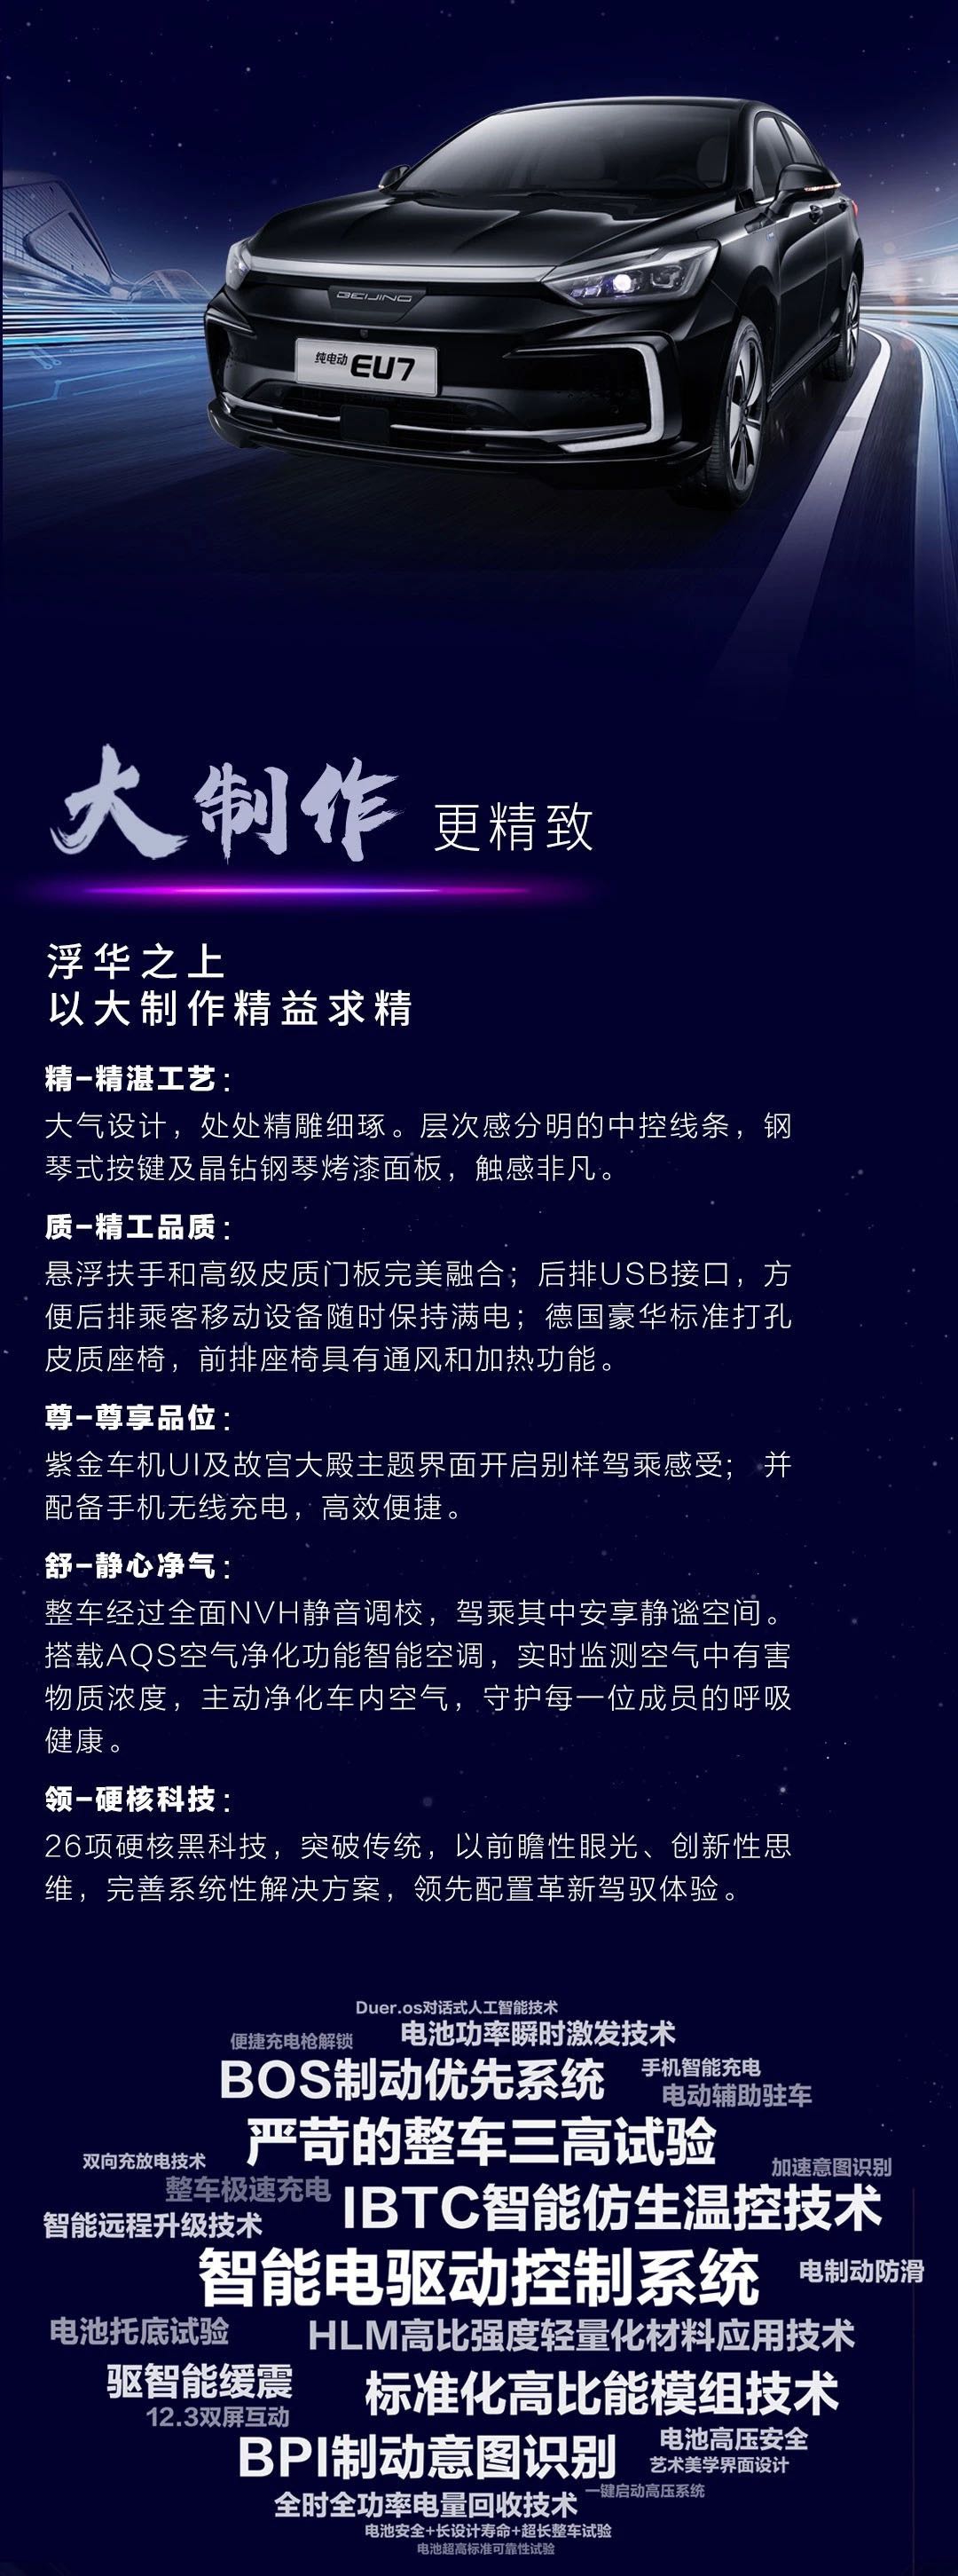 BEIJING
纯电动 EU7
大制作 更精致
浮华之上
以大制作精益求精
精-精湛工艺：
大气设计，处处精雕细琢。层次感分明的中控线条，钢
琴式按键及晶钻钢琴烤漆面板，触感非凡。
质-精工品质：
悬浮扶手和高级皮质门板完美融合；后排USB接口，方
便后排乘客移动设备随时保持满电；德国豪华标准打孔
皮质座椅，前排座椅具有通风和加热功能。
尊-尊享品位：
紫金车机UI及故宫大殿主题界面开启别样驾乘感受； 并
配备手机无线充电，高效便捷。
舒-静心净气：
整车经过全面NVH静音调校，驾乘其中安享静谧空间。
搭载AQS空气净化功能智能空调，实时监测空气中有害
物质浓度，主动净化车内空气，守护每一位成员的呼吸
健康。
领-硬核科技：
26项硬核黑科技，突破传统，以前瞻性眼光、创新性思
维，完善系统性解决方案，领先配置革新驾驭体验。
Duer.os对话式人工智能技术
便捷充电枪解锁 电池功率瞬时激发技术
BOS制动优先系统 手机智能充电
电动辅助驻车
严苛的整车三高试验
双向充放电技术 加速意图识别
整车极速充电 IBTC智能仿生温控技术
智能远程升级技术
智能电驱动控制系统 电制动防滑
电池托底试验 HLM高比强度轻量化材料应用技术
驱智能缓震 标准化高比能模组技术
12.3双屏互动
BPI制动意图识别 电池高压安全
艺术美学界面设计
全时全功率电量回收技术 一键启动高压系统
电池安全+长设计寿命+超长整车试验
电池超高标准可靠性试验